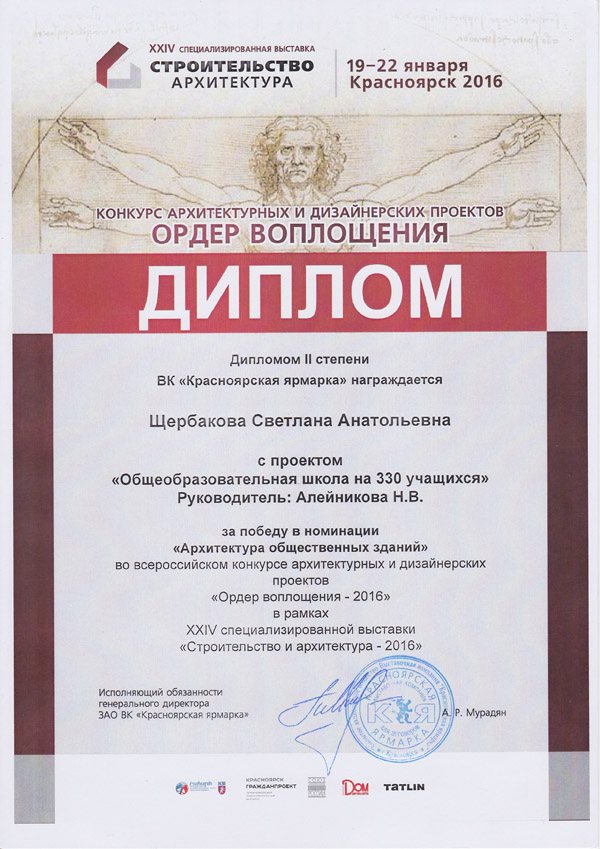 XXIV СПЕЦИАЛИЗИРОВАННАЯ ВЫСТАВКА
СТРОИТЕЛЬСТВО
АРХИТЕКТУРА
19–22 января
Красноярск 2016
КОНКУРС АРХИТЕКТУРНЫХ И ДИЗАЙНЕРСКИХ ПРОЕКТОВ
ОРДЕР ВОПЛОЩЕНИЯ
ДИПЛОМ
Дипломом II степени
ВК «Красноярская ярмарка» награждается
Щербакова Светлана Анатольевна
с проектом
«Общеобразовательная школа на 330 учащихся»
Руководитель: Алейникова Н.В.
за победу в номинации
«Архитектура общественных зданий»
во всероссийском конкурсе архитектурных и дизайнерских
проектов
«Ордер воплощения - 2016»
в рамках
XXIV специализированной выставки
«Строительство и архитектура - 2016»
Исполняющий обязанности
генерального директора
ЗАО ВК «Красноярская ярмарка»
КРАСНОЯРСКАЯ
К Я
ЯРМАРКА
А. Р. Мурадян
КРАСНОЯРСК
ГРАЖДАНПРОЕКТ
ДОМ
TATLIN